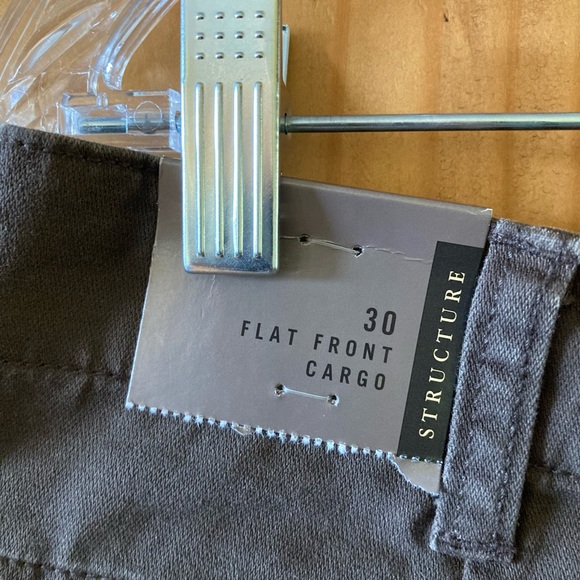 30
FLAT FRONT
CARGO
STRUCTURE